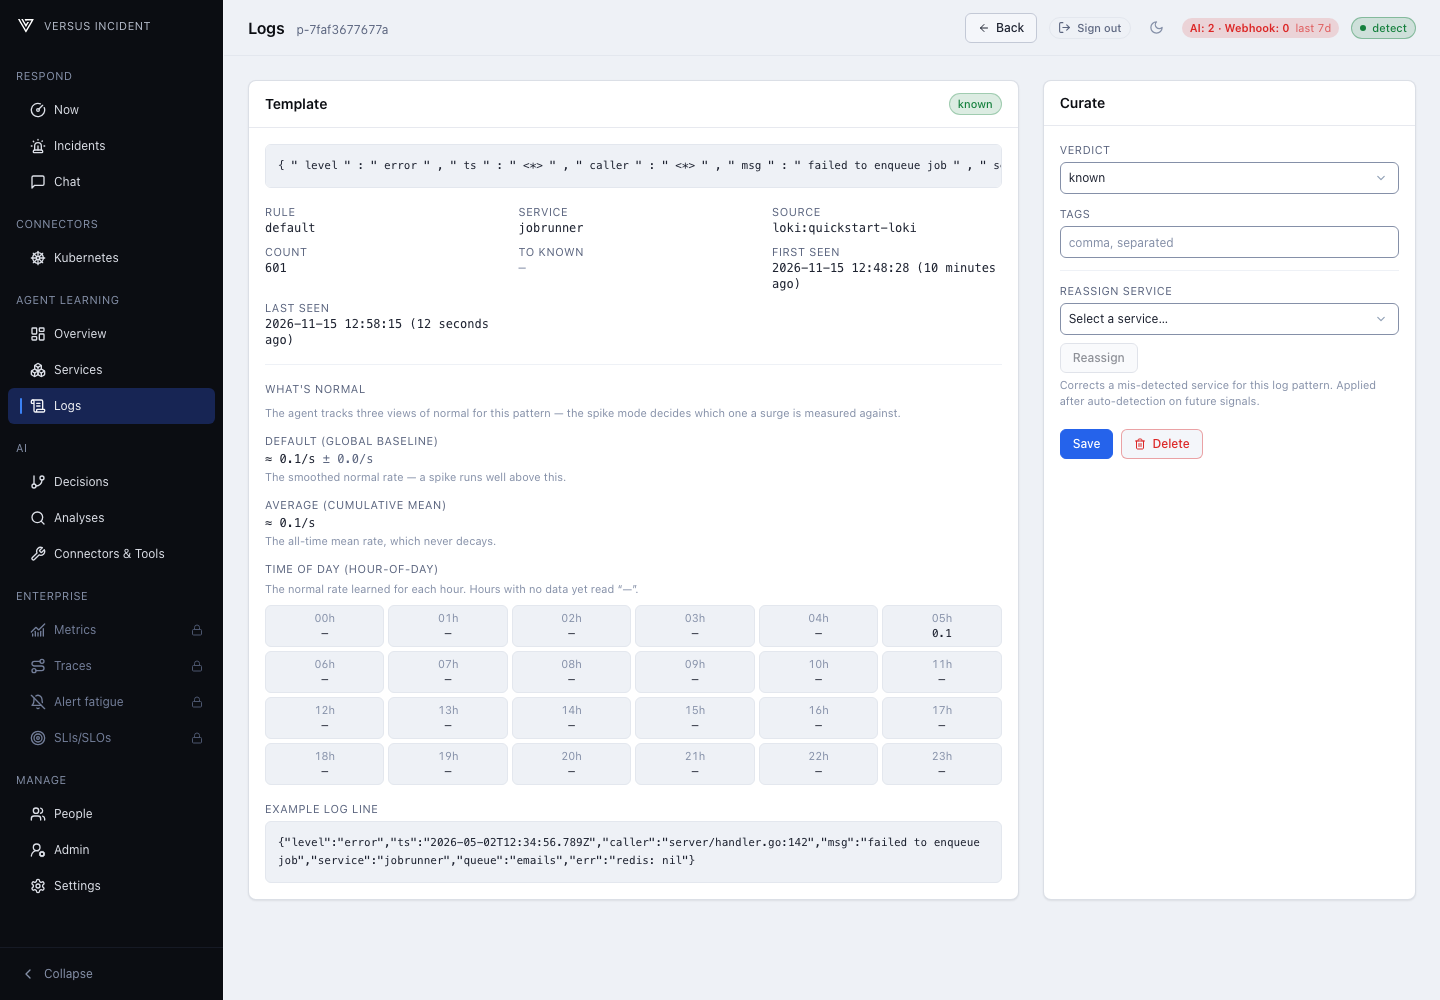 VERSUS INCIDENT
RESPOND
Now
Incidents
Chat
CONNECTORS
Kubernetes
AGENT LEARNING
Overview
Services
Logs
AI
Decisions
Analyses
Connectors & Tools
ENTERPRISE
Metrics
Traces
Alert fatigue
SLIs/SLOs
MANAGE
People
Admin
Settings
Collapse
Logs p-7faf3677677a
Back
Sign out
AI: 2 · Webhook: 0 last 7d
detect
Template
known
{ " level " : " error " , " ts " : " <*> " , " caller " : " <*> " , " msg " : " failed to enqueue job " , " s
RULE
default
SERVICE
jobrunner
SOURCE
loki:quickstart-loki
COUNT
601
TO KNOWN
—
FIRST SEEN
2026-11-15 12:48:28 (10 minutes
ago)
LAST SEEN
2026-11-15 12:58:15 (12 seconds
ago)
WHAT'S NORMAL
The agent tracks three views of normal for this pattern — the spike mode decides which one a surge is measured against.
DEFAULT (GLOBAL BASELINE)
≈ 0.1/s ± 0.0/s
The smoothed normal rate — a spike runs well above this.
AVERAGE (CUMULATIVE MEAN)
≈ 0.1/s
The all-time mean rate, which never decays.
TIME OF DAY (HOUR-OF-DAY)
The normal rate learned for each hour. Hours with no data yet read “—”.
00h 01h 02h 03h 04h 05h
— — — — — 0.1
06h 07h 08h 09h 10h 11h
— — — — — —
12h 13h 14h 15h 16h 17h
— — — — — —
18h 19h 20h 21h 22h 23h
— — — — — —
EXAMPLE LOG LINE
{"level":"error","ts":"2026-05-02T12:34:56.789Z","caller":"server/handler.go:142","msg":"failed to enqueue
job","service":"jobrunner","queue":"emails","err":"redis: nil"}
Curate
VERDICT
known
TAGS
comma, separated
REASSIGN SERVICE
Select a service...
Reassign
Corrects a mis-detected service for this log pattern. Applied
after auto-detection on future signals.
Save
Delete